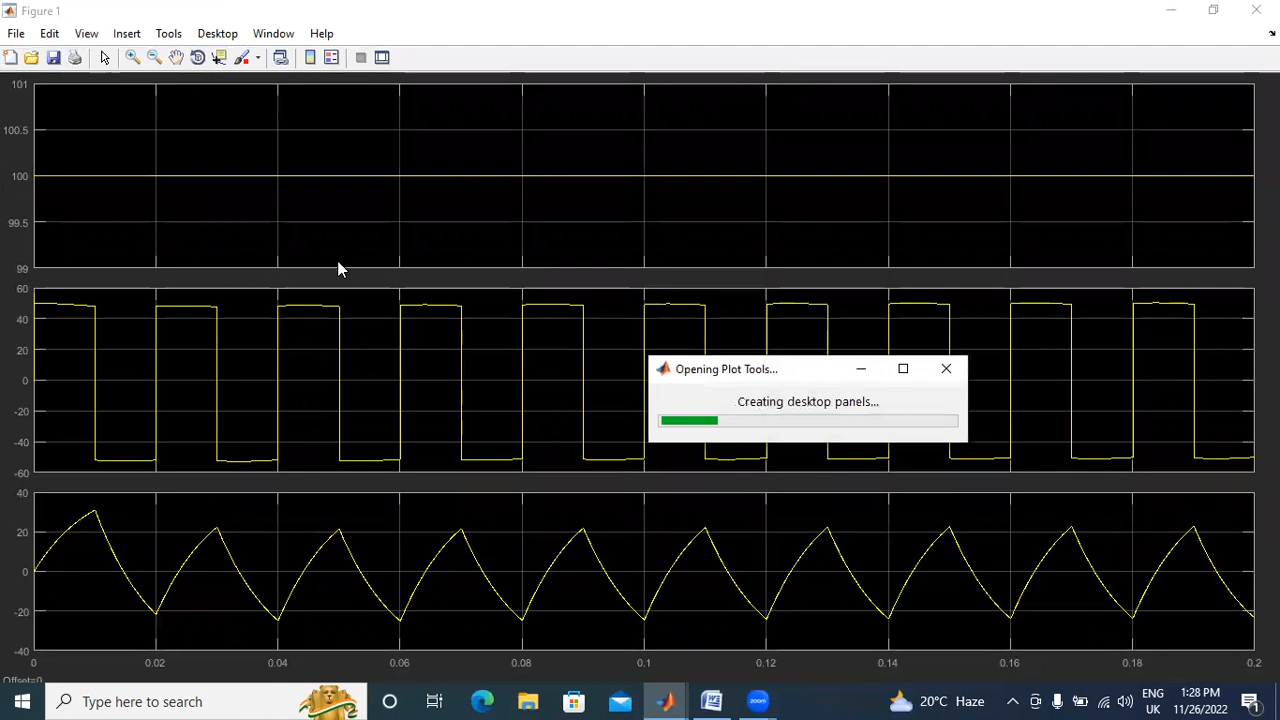 Figure 1
File Edit View Insert Tools Desktop Window Help
101
100.5
100
99.5
99
60
40
20
0
-20
-40
-60
Opening Plot Tools...
Creating desktop panels...
40
20
0
-20
-40
0 0.02 0.04 0.06 0.08 0.1 0.12 0.14 0.16 0.18 0.2
Offset=0
Type here to search
20°C Haze
ENG
UK
1:28 PM
11/26/2022
1